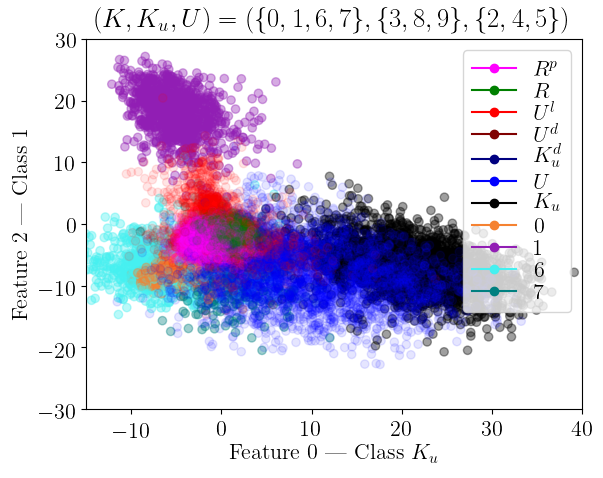 (K, K_u, U) = ({0, 1, 6, 7}, {3, 8, 9}, {2, 4, 5})
30
20
10
0
−10
−20
−30
Feature 2 — Class 1
R^p
R
U^l
U^d
K_u^d
U
K_u
0
1
6
7
−10 0 10 20 30 40
Feature 0 — Class K_u